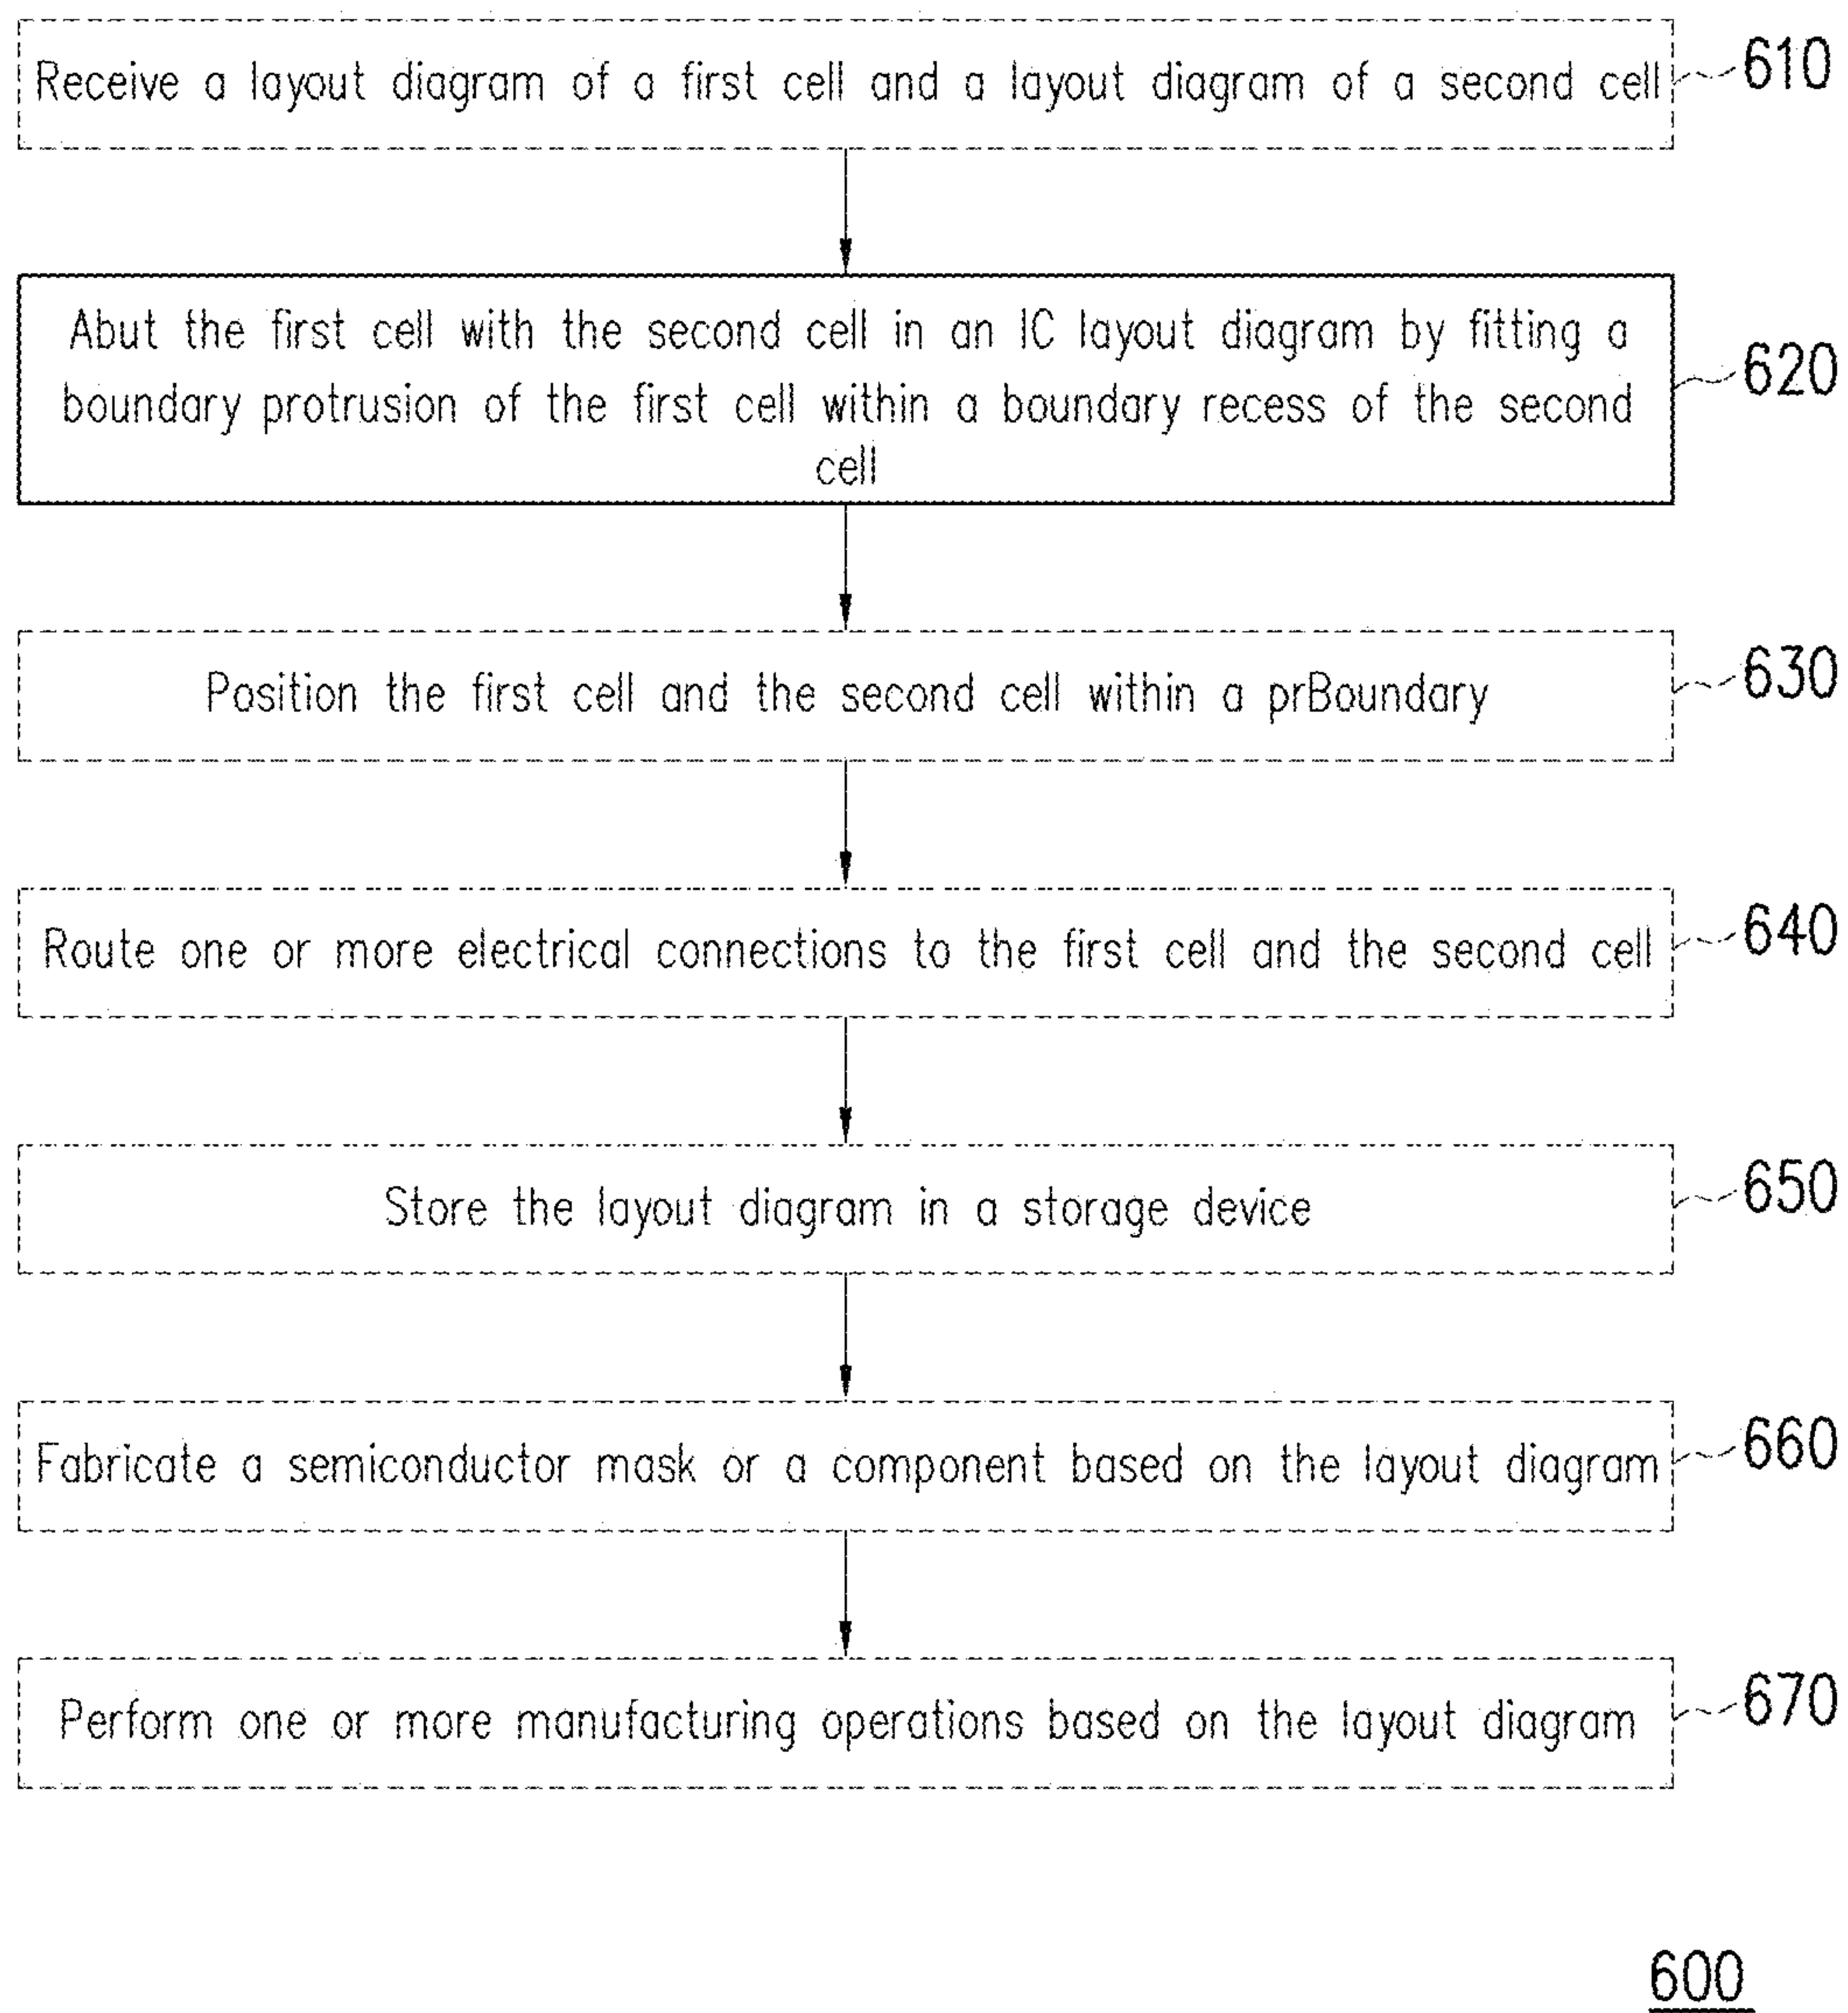 Receive a layout diagram of a first cell and a layout diagram of a second cell
610
Abut the first cell with the second cell in an IC layout diagram by fitting a
boundary protrusion of the first cell within a boundary recess of the second
cell
620
Position the first cell and the second cell within a prBoundary
630
Route one or more electrical connections to the first cell and the second cell
640
Store the layout diagram in a storage device
650
Fabricate a semiconductor mask or a component based on the layout diagram
660
Perform one or more manufacturing operations based on the layout diagram
670
600